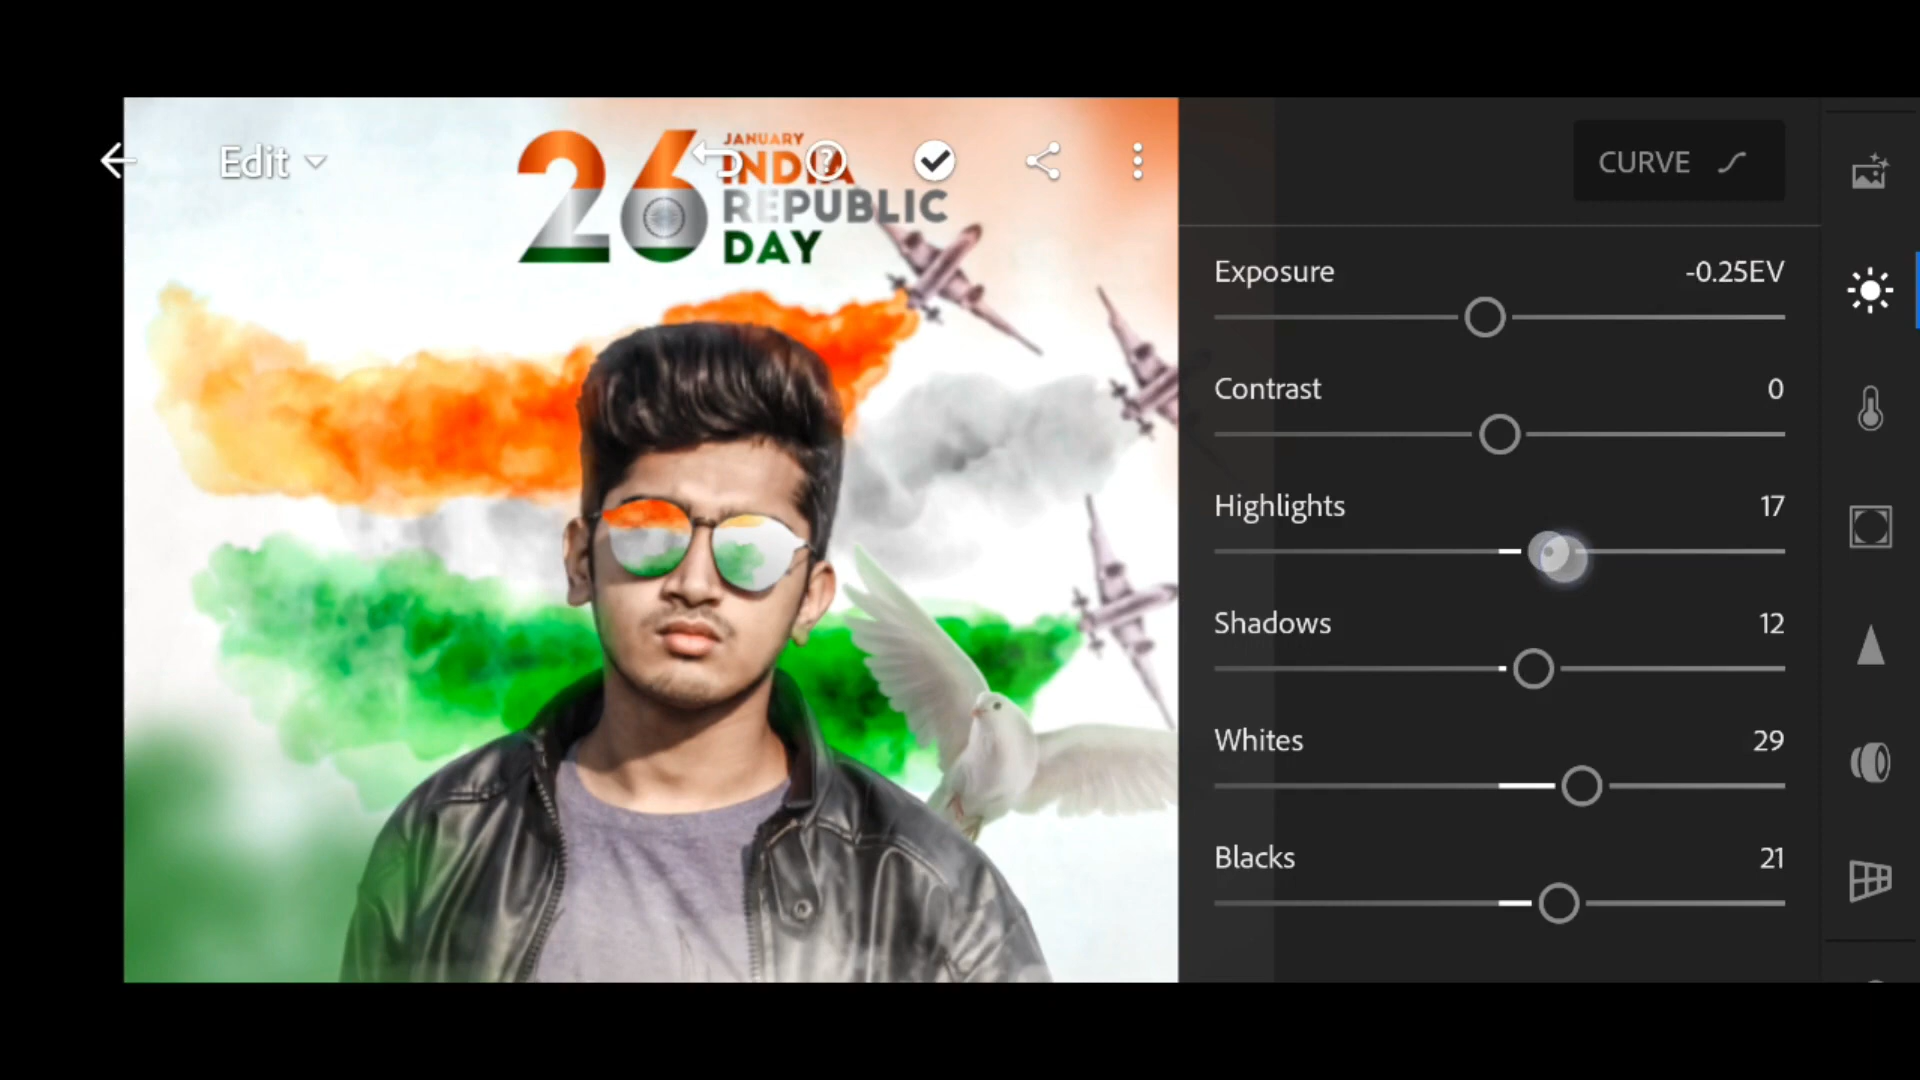 Edit
26
JANUARY
INDIA
REPUBLIC
DAY
CURVE
Exposure -0.25EV
Contrast 0
Highlights 17
Shadows 12
Whites 29
Blacks 21